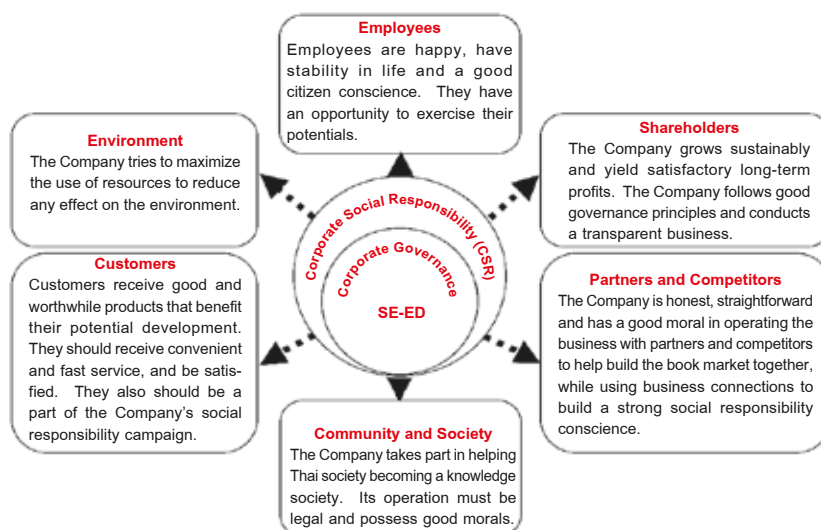 Employees
Employees are happy, have
stability in life and a good
citizen conscience. They have
an opportunity to exercise their
potentials.
Environment
The Company tries to maximize
the use of resources to reduce
any effect on the environment.
Shareholders
The Company grows sustainably
and yield satisfactory long-term
profits. The Company follows good
governance principles and conducts
a transparent business.
Corporate Social Responsibility (CSR)
Corporate Governance
SE-ED
Customers
Customers receive good and
worthwhile products that benefit
their potential development.
They should receive convenient
and fast service, and be satis-
fied. They also should be a
part of the Company's social
responsibility campaign.
Partners and Competitors
The Company is honest, straightforward
and has a good moral in operating the
business with partners and competitors
to help build the book market together,
while using business connections to
build a strong social responsibility
conscience.
Community and Society
The Company takes part in helping
Thai society becoming a knowledge
society. Its operation must be
legal and possess good morals.